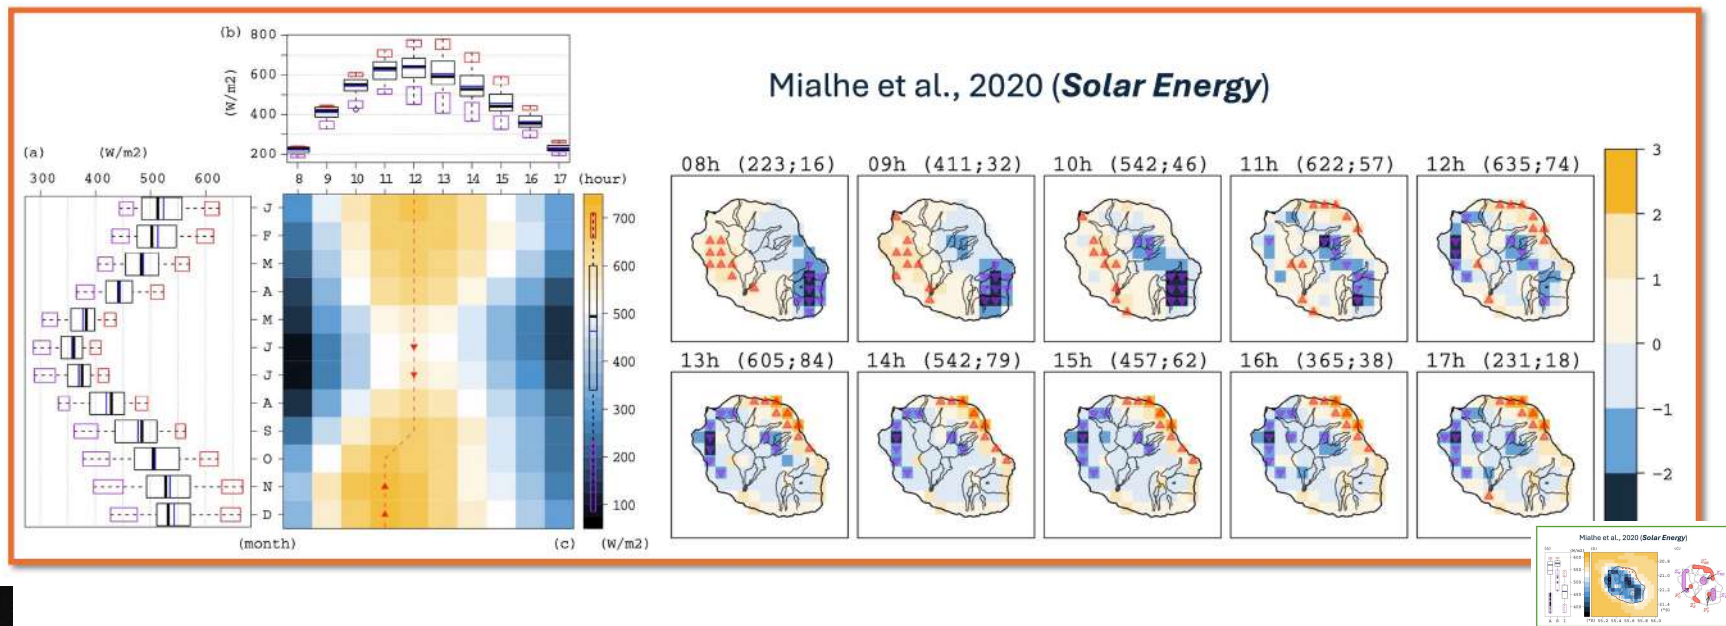 Mialhe et al., 2020 (Solar Energy)
(b)
800
600
400
200
(W/m2)
8 9 10 11 12 13 14 15 16 17
(hour)
(a) (W/m2)
300 400 500 600
J
F
M
A
M
J
J
A
S
O
N
D
(month)
(c)
(W/m2)
700
600
500
400
300
200
100
08h (223;16) 09h (411;32) 10h (542;46) 11h (622;57) 12h (635;74)
13h (605;84) 14h (542;79) 15h (457;62) 16h (365;38) 17h (231;18)
3
2
1
0
−1
−2
Mialhe et al., 2020 (Solar Energy)